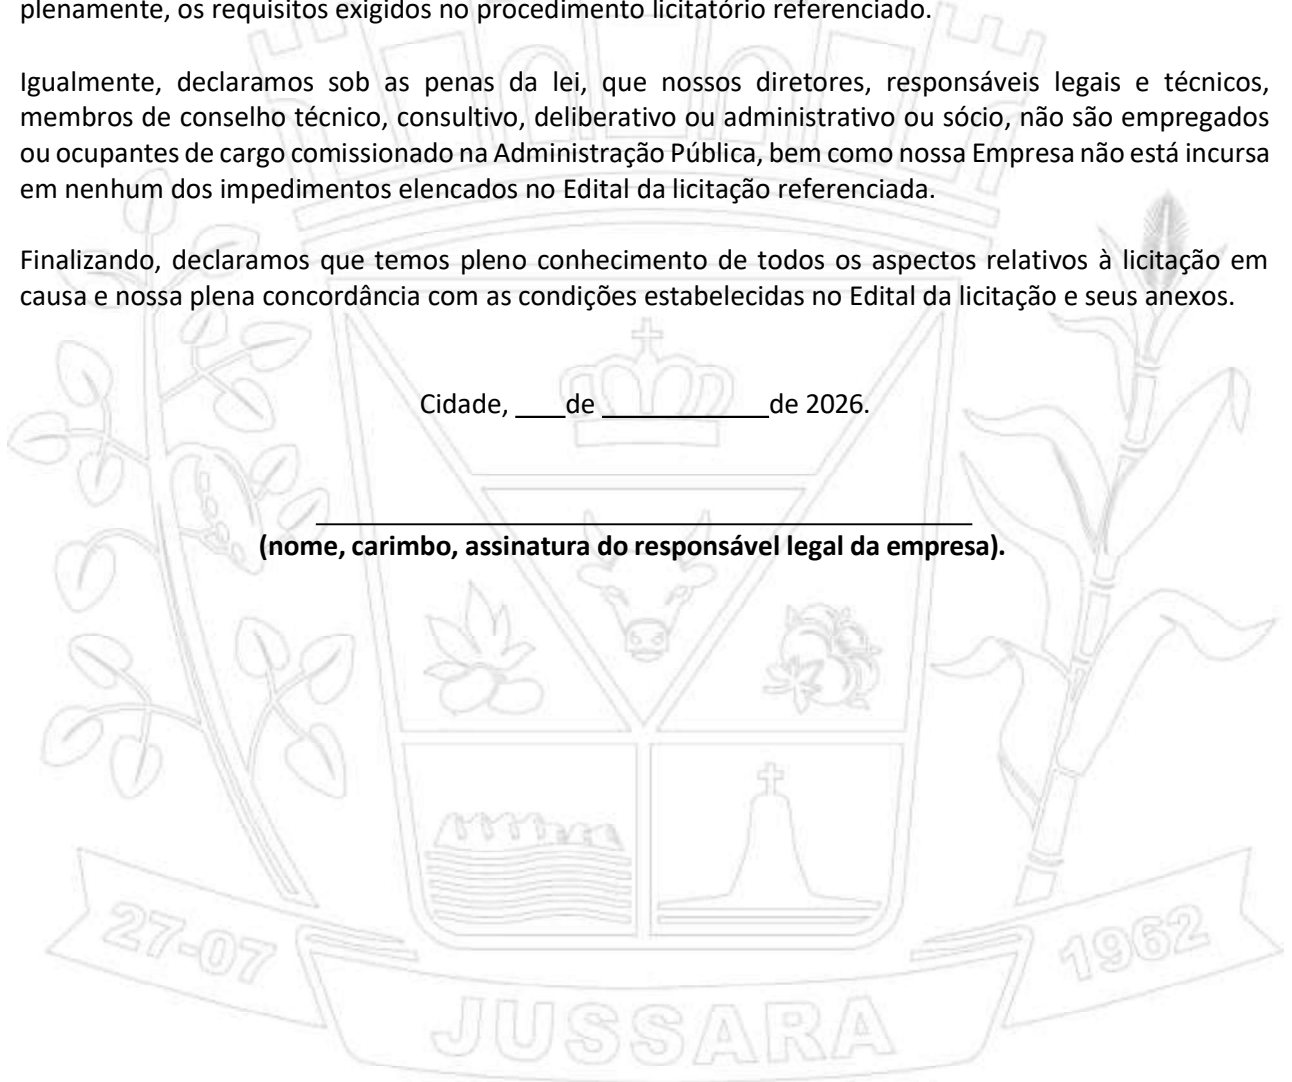 plenamente, os requisitos exigidos no procedimento licitatório referenciado.
Igualmente, declaramos sob as penas da lei, que nossos diretores, responsáveis legais e técnicos,
membros de conselho técnico, consultivo, deliberativo ou administrativo ou sócio, não são empregados
ou ocupantes de cargo comissionado na Administração Pública, bem como nossa Empresa não está incursa
em nenhum dos impedimentos elencados no Edital da licitação referenciada.
Finalizando, declaramos que temos pleno conhecimento de todos os aspectos relativos à licitação em
causa e nossa plena concordância com as condições estabelecidas no Edital da licitação e seus anexos.
Cidade, ___de ___________de 2026.
(nome, carimbo, assinatura do responsável legal da empresa).
27-07
1962
JUSSARA